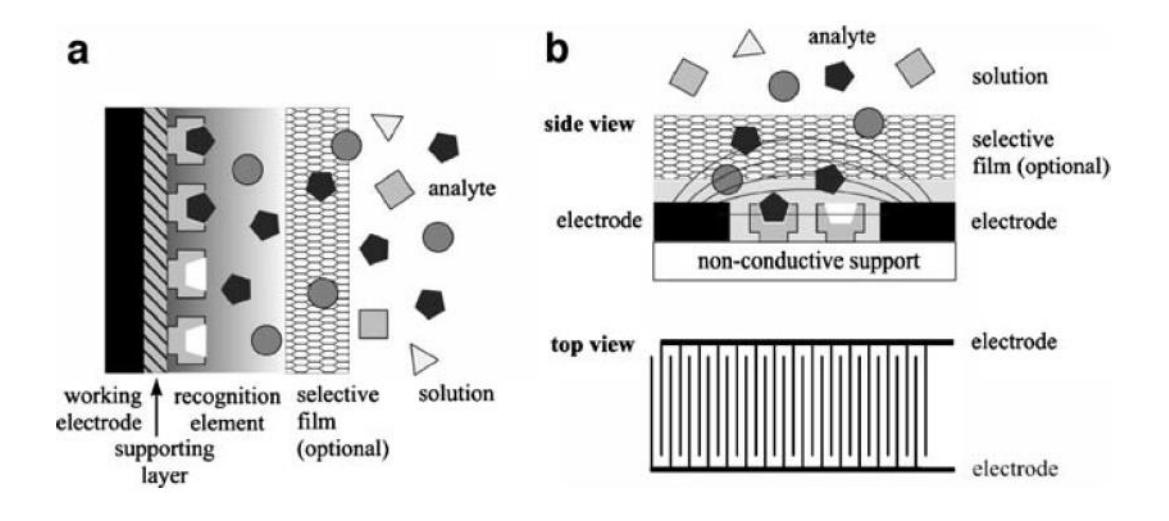 a
analyte
working electrode
supporting layer
recognition element
selective film (optional)
solution
b
analyte
solution
side view
selective film (optional)
electrode
electrode
non-conductive support
top view
electrode
electrode